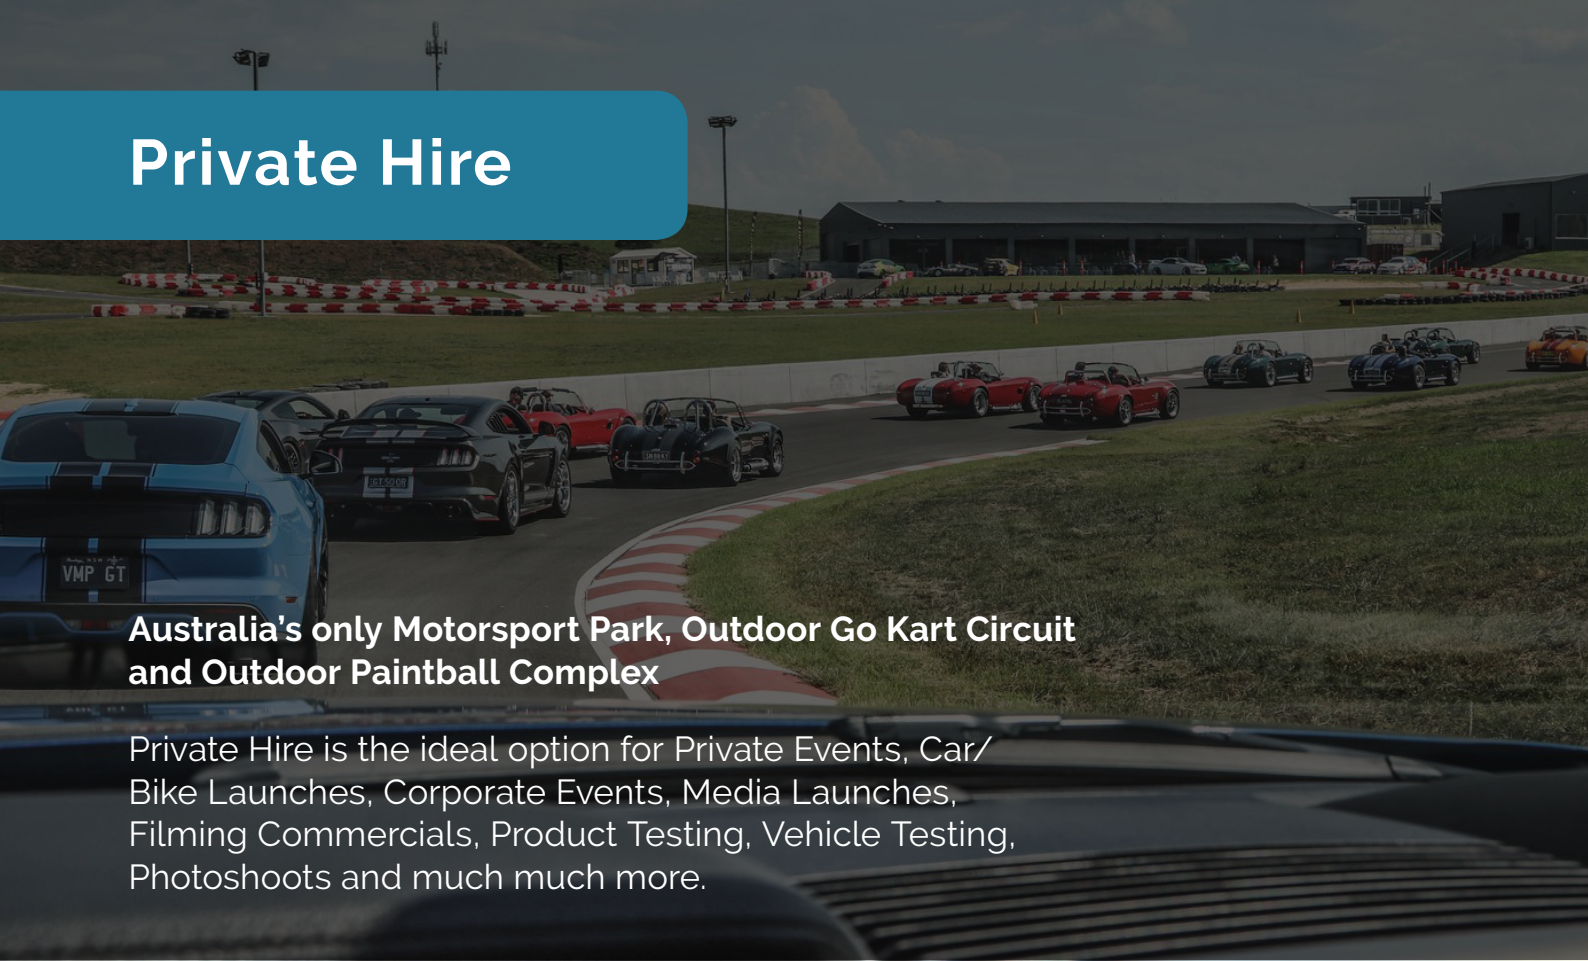 Private Hire
VMP GT
Australia's only Motorsport Park, Outdoor Go Kart Circuit
and Outdoor Paintball Complex
Private Hire is the ideal option for Private Events, Car/
Bike Launches, Corporate Events, Media Launches,
Filming Commercials, Product Testing, Vehicle Testing,
Photoshoots and much much more.